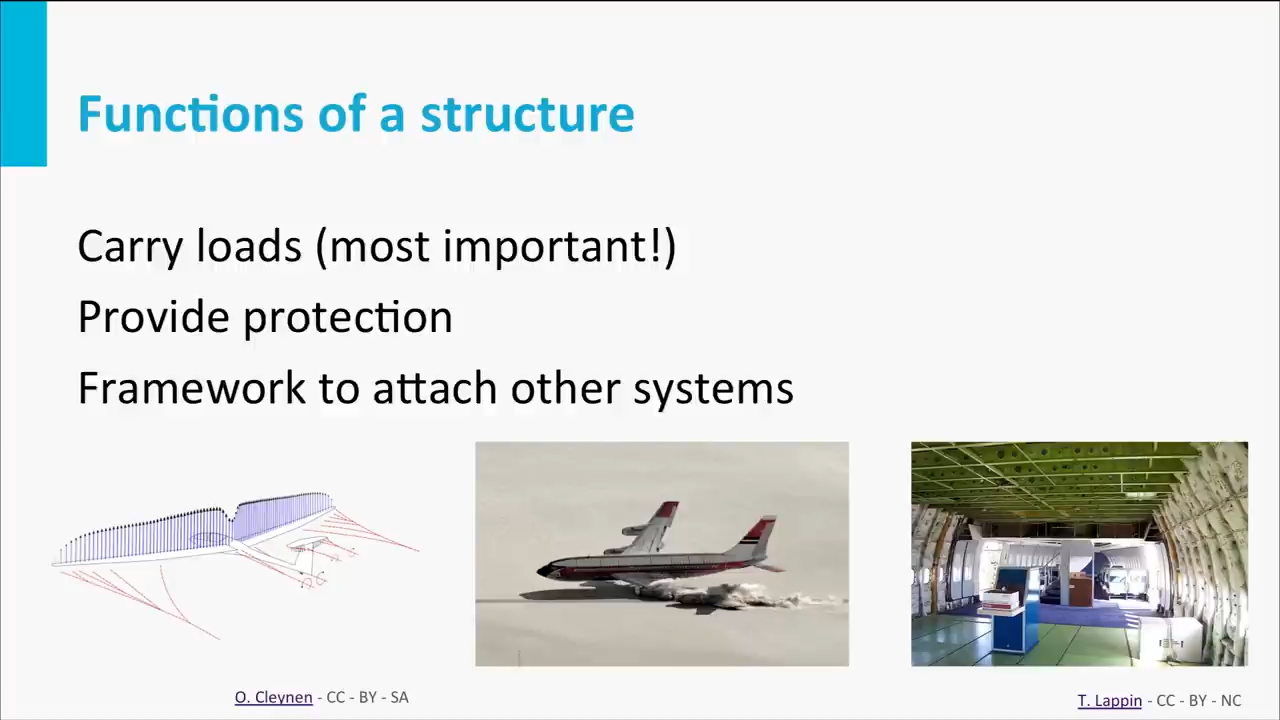 Functions of a structure
Carry loads (most important!)
Provide protection
Framework to attach other systems
O. Cleynen - CC - BY - SA
T. Lappin - CC - BY - NC